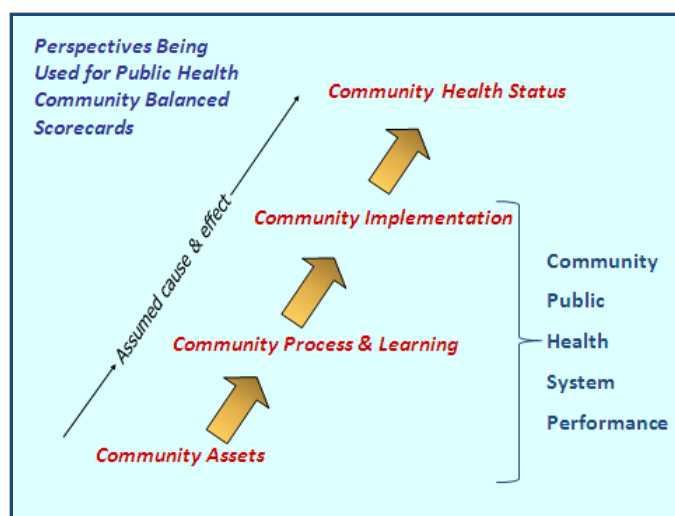 Perspectives Being
Used for Public Health
Community Balanced
Scorecards
Community Health Status
Assumed cause & effect
Community Implementation
Community Process & Learning
Community Assets
Community
Public
Health
System
Performance